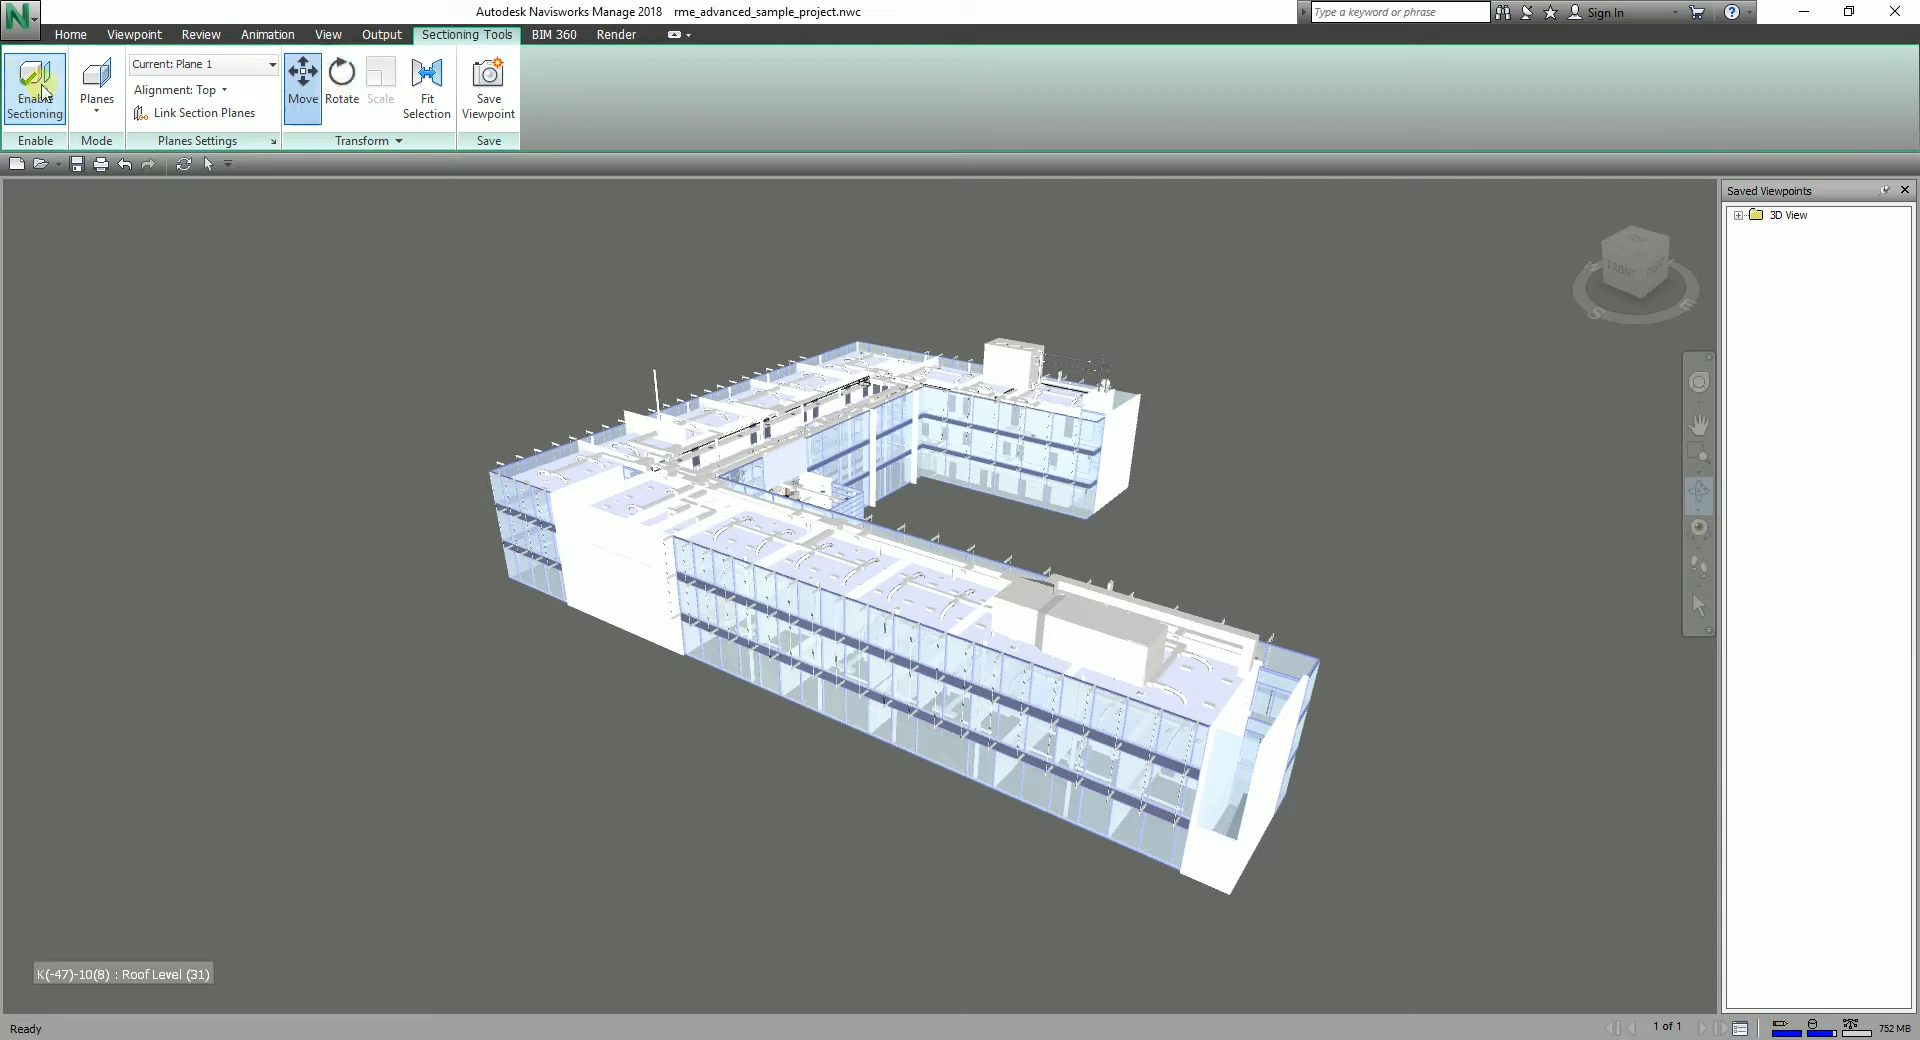 Autodesk Navisworks Manage 2018 rme_advanced_sample_project.nwc
Type a keyword or phrase
Sign In
Home Viewpoint Review Animation View Output Sectioning Tools BIM 360 Render
Enable Sectioning
Planes
Current: Plane 1
Alignment: Top
Link Section Planes
Move
Rotate
Scale
Fit Selection
Save Viewpoint
Enable Mode Planes Settings Transform Save
Saved Viewpoints
3D View
TOP
FRONT
RIGHT
S
E
K(-47)-10(8) : Roof Level (31)
Ready
1 of 1
752 MB